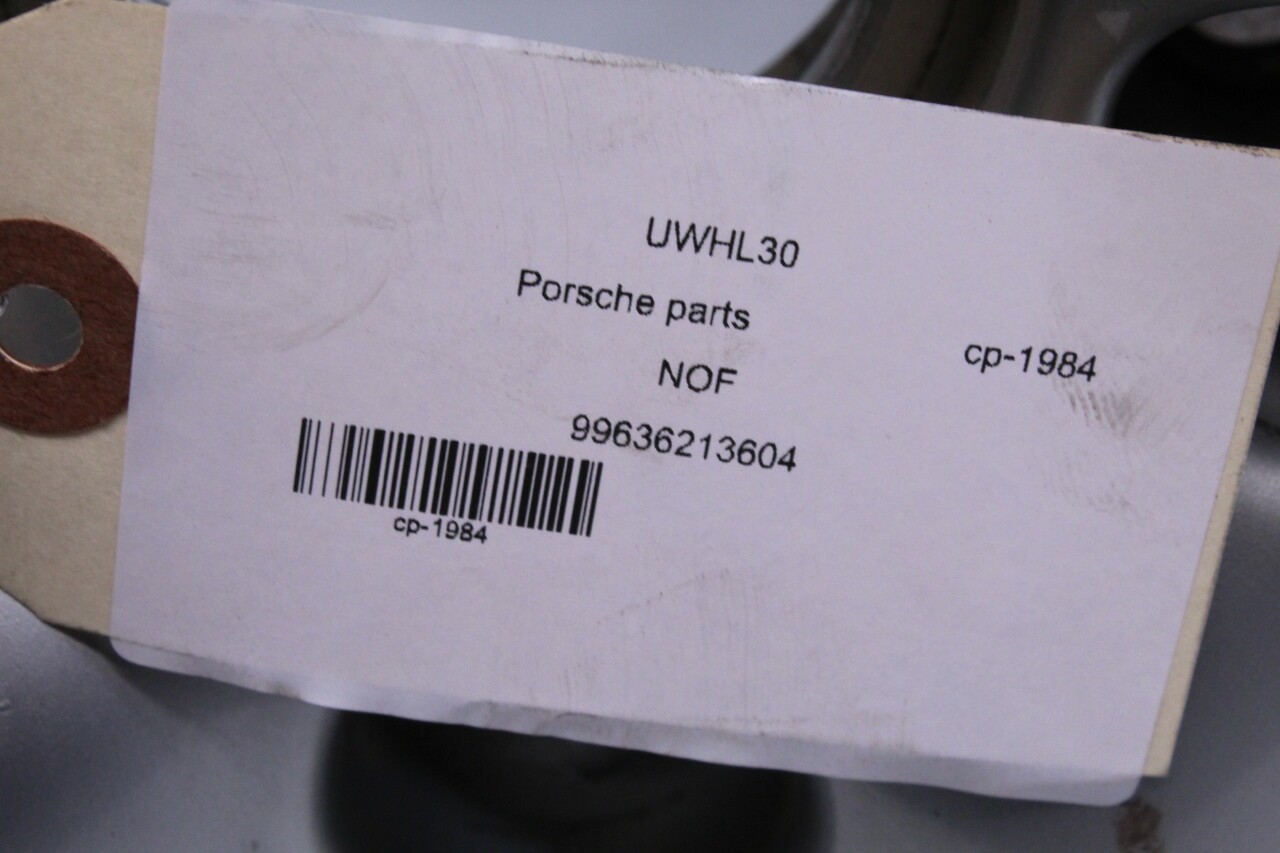 UWHL30
Porsche parts
cp-1984
NOF
99636213604
cp-1984